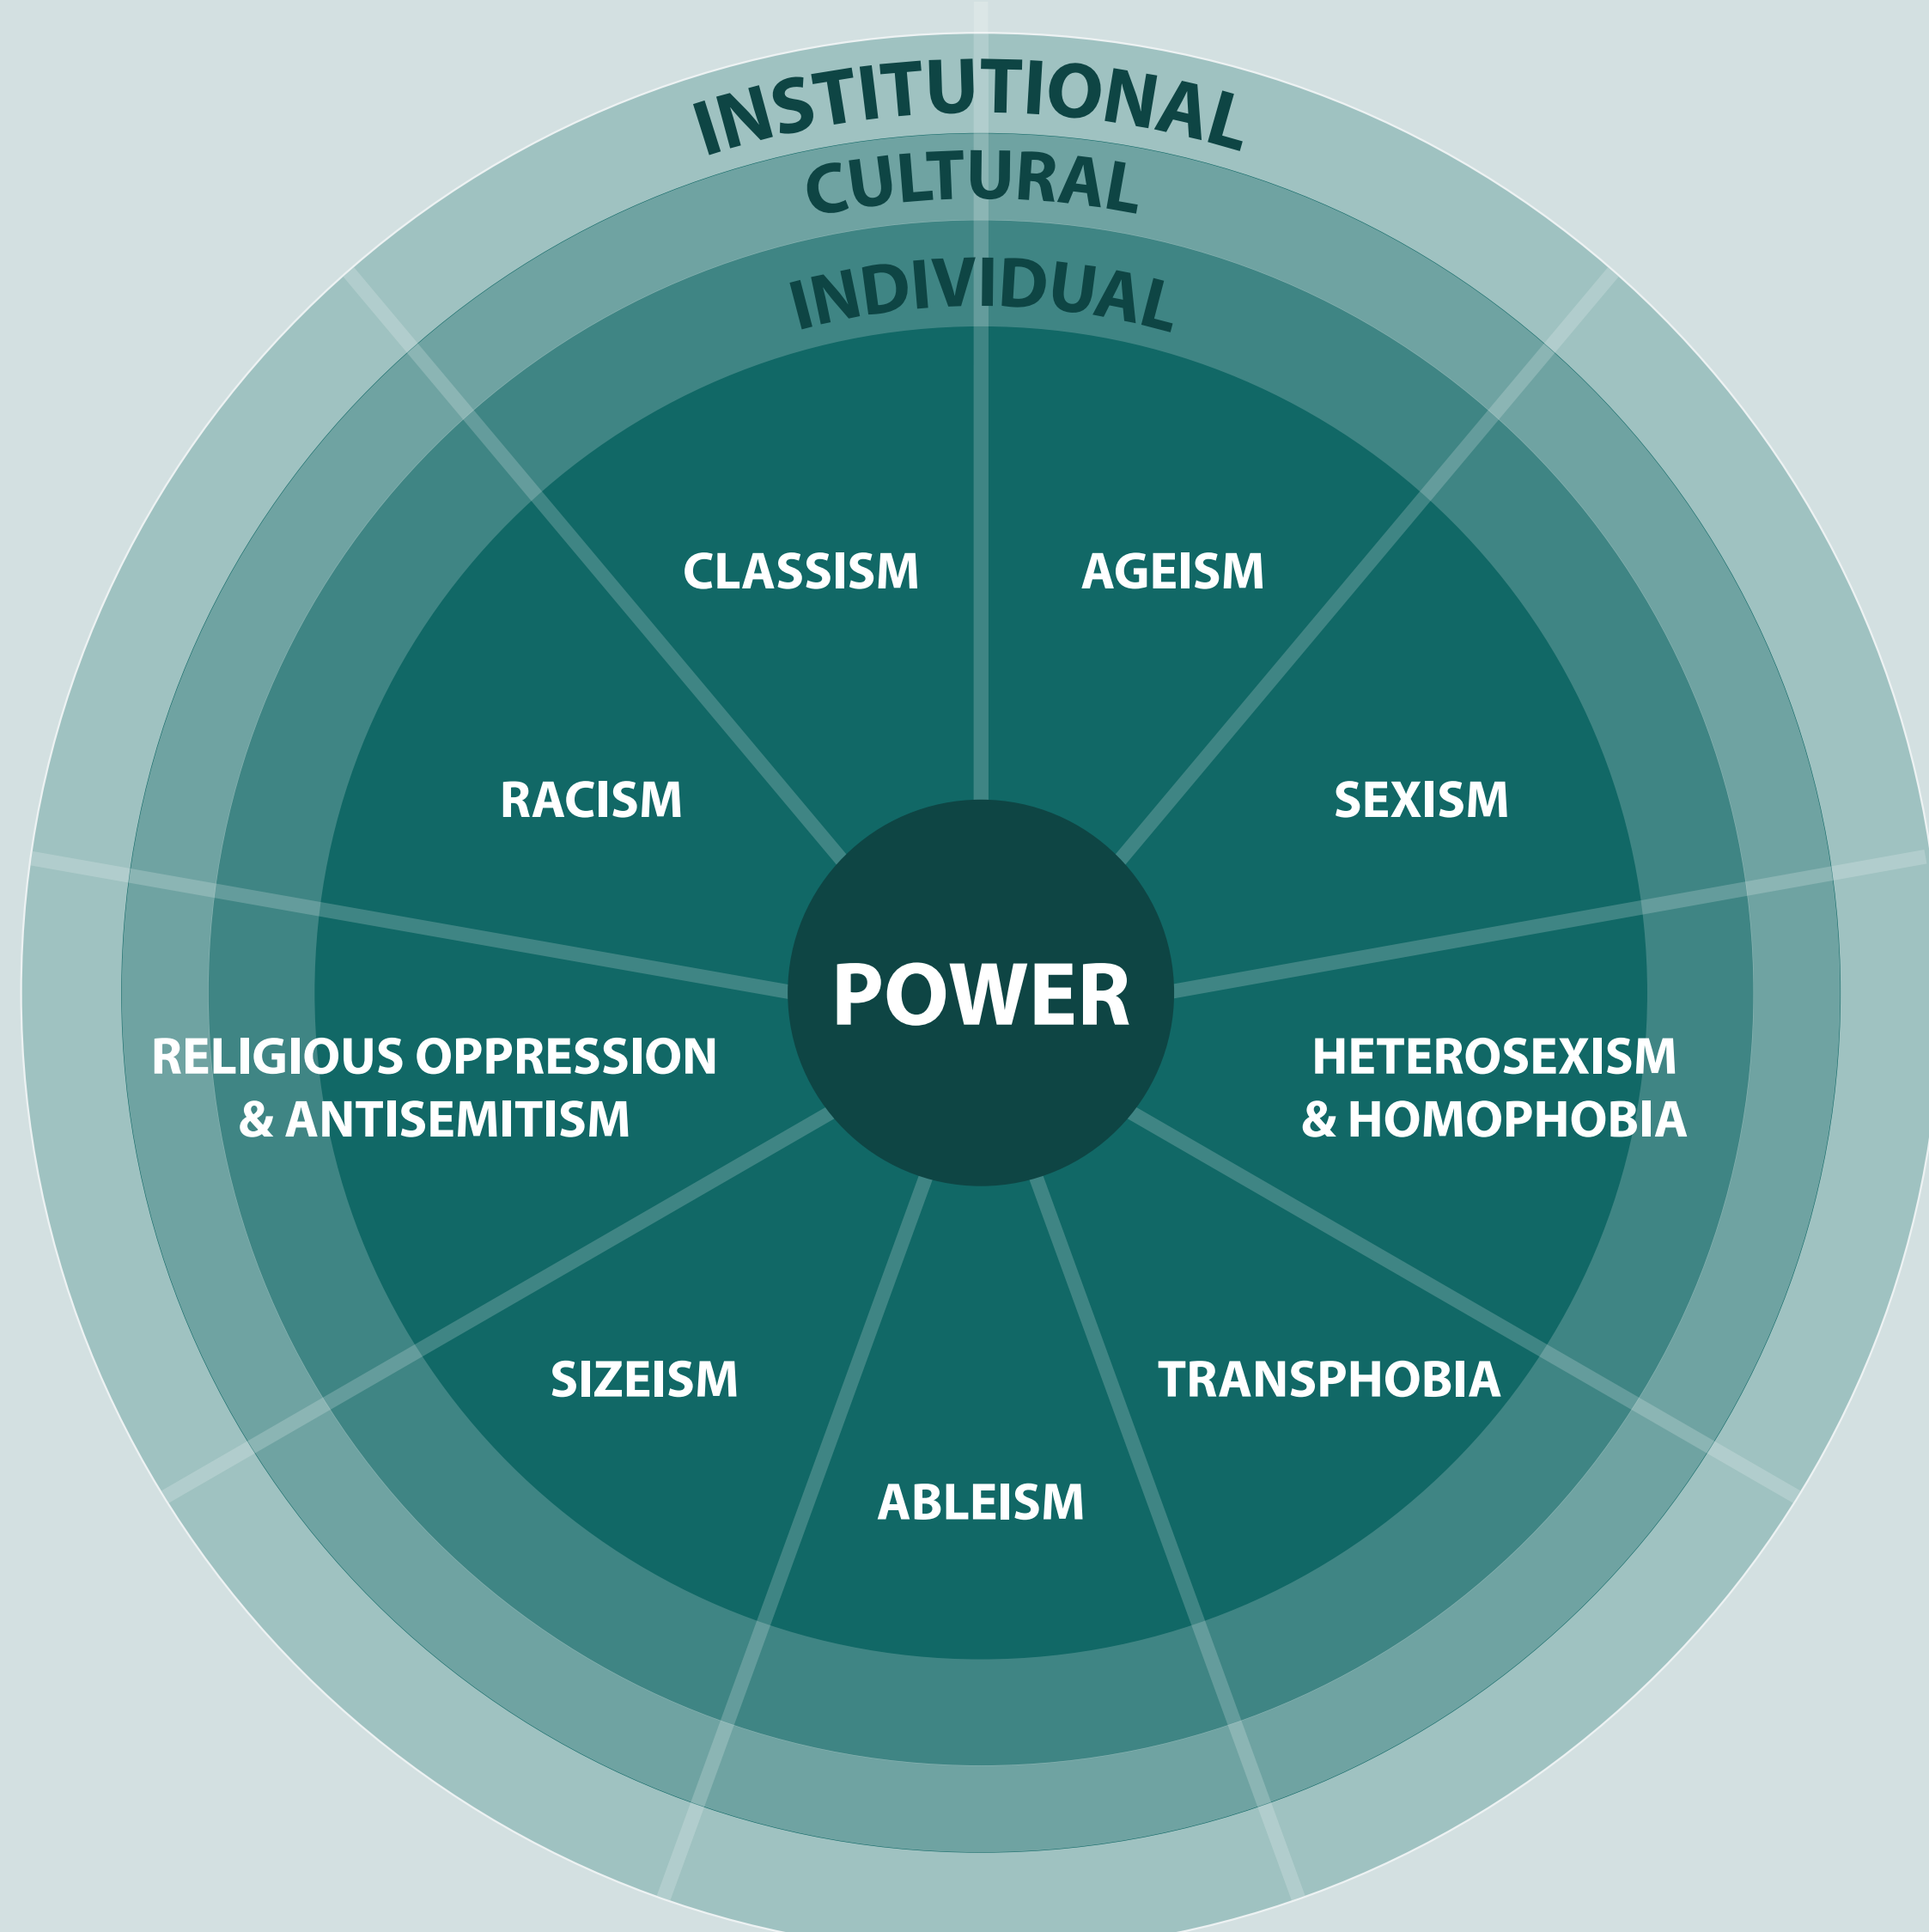 INSTITUTIONAL
CULTURAL
INDIVIDUAL
CLASSISM
AGEISM
RACISM
SEXISM
POWER
RELIGIOUS OPPRESSION
& ANTISEMITISM
HETEROSEXISM
& HOMOPHOBIA
SIZEISM
TRANSPHOBIA
ABLEISM